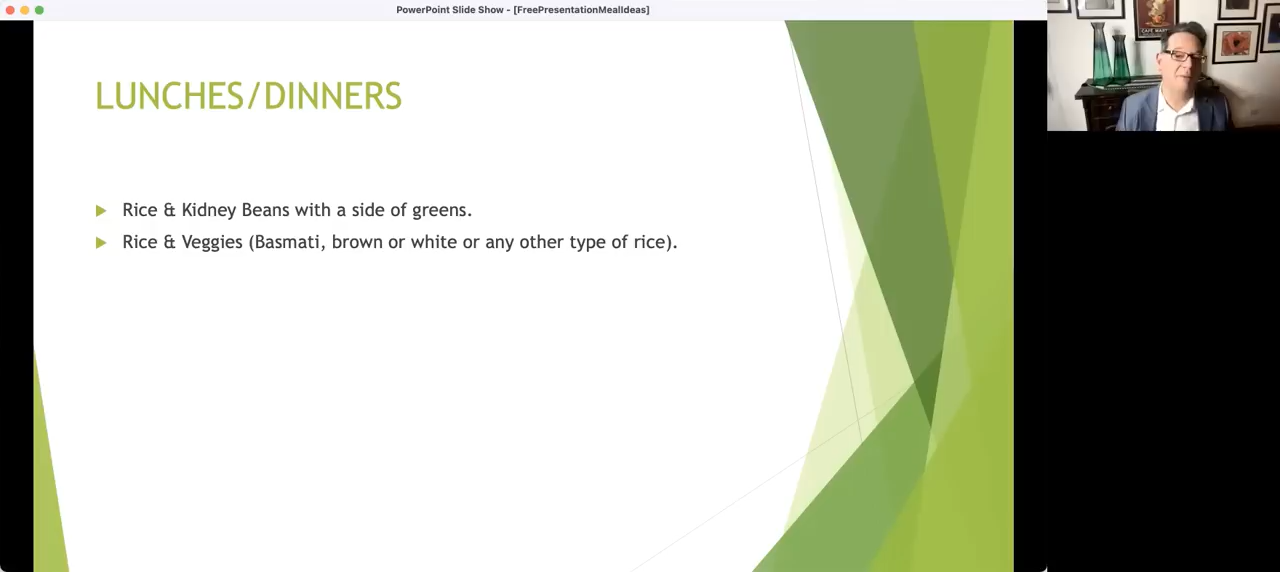 PowerPoint Slide Show - [FreePresentationMealIdeas]
LUNCHES/DINNERS
Rice & Kidney Beans with a side of greens.
Rice & Veggies (Basmati, brown or white or any other type of rice).